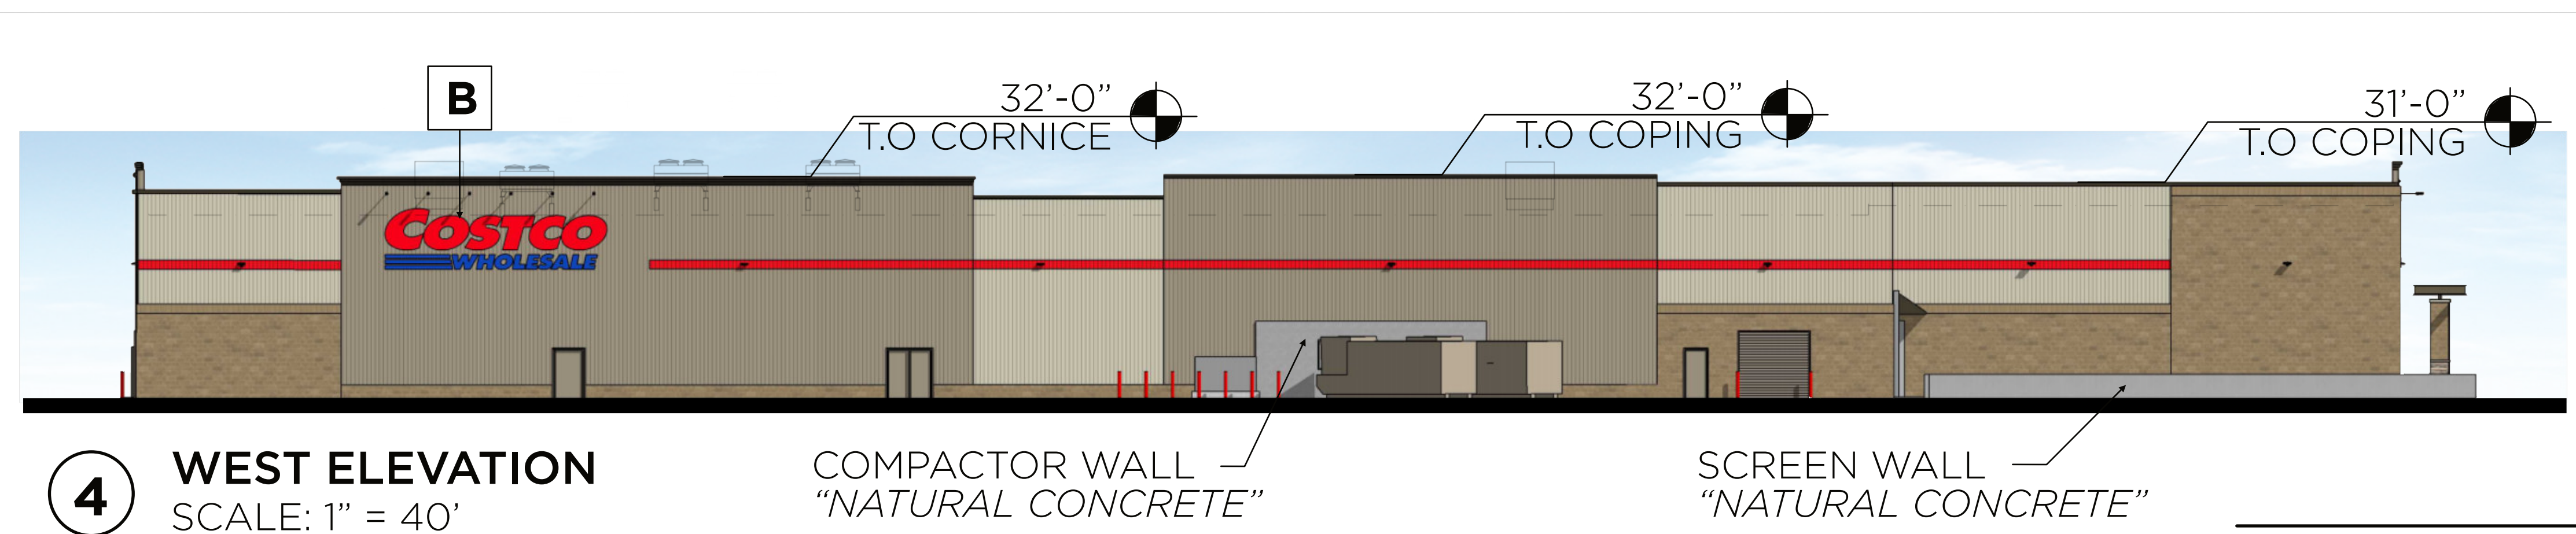 B
32'-0”
T.O CORNICE
32'-0”
T.O COPING
31'-0”
T.O COPING
COSTCO
WHOLESALE
4
WEST ELEVATION
SCALE: 1” = 40'
COMPACTOR WALL
“NATURAL CONCRETE”
SCREEN WALL
“NATURAL CONCRETE”